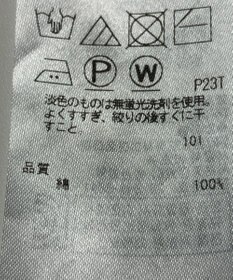 P
W
P23T
淡色のものは無蛍光洗剤を使用。
よくすすぎ、絞りの後すぐに干
すこと
101
品質
綿 100%